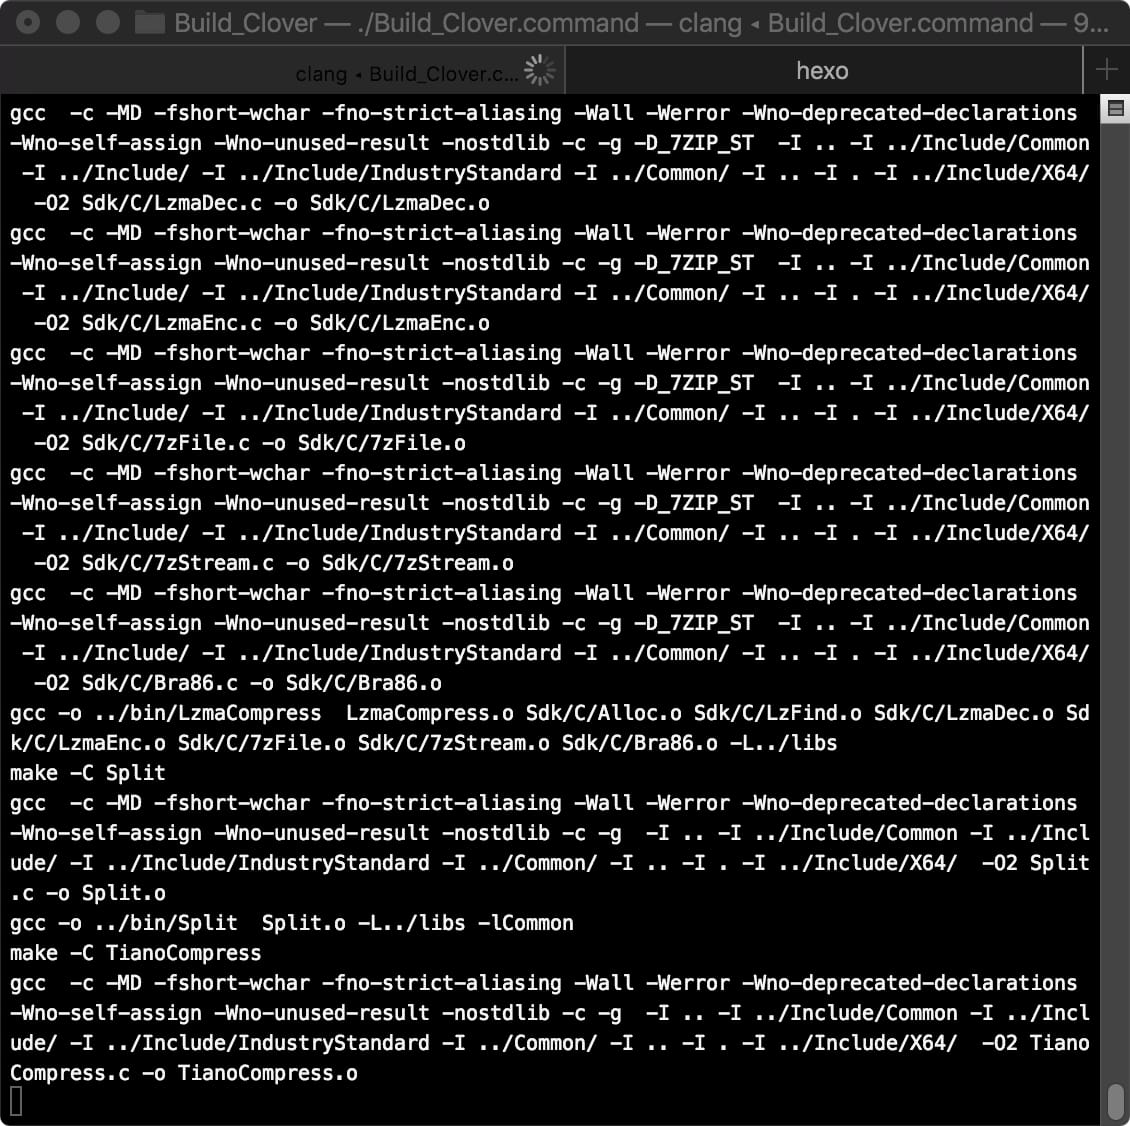 Build_Clover — ./Build_Clover.command — clang ◂ Build_Clover.command — 9...
clang ◂ Build_Clover.c...
hexo
gcc  -c -MD -fshort-wchar -fno-strict-aliasing -Wall -Werror -Wno-deprecated-declarations
-Wno-self-assign -Wno-unused-result -nostdlib -c -g -D_7ZIP_ST  -I .. -I ../Include/Common
 -I ../Include/ -I ../Include/IndustryStandard -I ../Common/ -I .. -I . -I ../Include/X64/
  -O2 Sdk/C/LzmaDec.c -o Sdk/C/LzmaDec.o
gcc  -c -MD -fshort-wchar -fno-strict-aliasing -Wall -Werror -Wno-deprecated-declarations
-Wno-self-assign -Wno-unused-result -nostdlib -c -g -D_7ZIP_ST  -I .. -I ../Include/Common
 -I ../Include/ -I ../Include/IndustryStandard -I ../Common/ -I .. -I . -I ../Include/X64/
  -O2 Sdk/C/LzmaEnc.c -o Sdk/C/LzmaEnc.o
gcc  -c -MD -fshort-wchar -fno-strict-aliasing -Wall -Werror -Wno-deprecated-declarations
-Wno-self-assign -Wno-unused-result -nostdlib -c -g -D_7ZIP_ST  -I .. -I ../Include/Common
 -I ../Include/ -I ../Include/IndustryStandard -I ../Common/ -I .. -I . -I ../Include/X64/
  -O2 Sdk/C/7zFile.c -o Sdk/C/7zFile.o
gcc  -c -MD -fshort-wchar -fno-strict-aliasing -Wall -Werror -Wno-deprecated-declarations
-Wno-self-assign -Wno-unused-result -nostdlib -c -g -D_7ZIP_ST  -I .. -I ../Include/Common
 -I ../Include/ -I ../Include/IndustryStandard -I ../Common/ -I .. -I . -I ../Include/X64/
  -O2 Sdk/C/7zStream.c -o Sdk/C/7zStream.o
gcc  -c -MD -fshort-wchar -fno-strict-aliasing -Wall -Werror -Wno-deprecated-declarations
-Wno-self-assign -Wno-unused-result -nostdlib -c -g -D_7ZIP_ST  -I .. -I ../Include/Common
 -I ../Include/ -I ../Include/IndustryStandard -I ../Common/ -I .. -I . -I ../Include/X64/
  -O2 Sdk/C/Bra86.c -o Sdk/C/Bra86.o
gcc -o ../bin/LzmaCompress  LzmaCompress.o Sdk/C/Alloc.o Sdk/C/LzFind.o Sdk/C/LzmaDec.o Sd
k/C/LzmaEnc.o Sdk/C/7zFile.o Sdk/C/7zStream.o Sdk/C/Bra86.o -L../libs
make -C Split
gcc  -c -MD -fshort-wchar -fno-strict-aliasing -Wall -Werror -Wno-deprecated-declarations
-Wno-self-assign -Wno-unused-result -nostdlib -c -g  -I .. -I ../Include/Common -I ../Incl
ude/ -I ../Include/IndustryStandard -I ../Common/ -I .. -I . -I ../Include/X64/  -O2 Split
.c -o Split.o
gcc -o ../bin/Split  Split.o -L../libs -lCommon
make -C TianoCompress
gcc  -c -MD -fshort-wchar -fno-strict-aliasing -Wall -Werror -Wno-deprecated-declarations
-Wno-self-assign -Wno-unused-result -nostdlib -c -g  -I .. -I ../Include/Common -I ../Incl
ude/ -I ../Include/IndustryStandard -I ../Common/ -I .. -I . -I ../Include/X64/  -O2 Tiano
Compress.c -o TianoCompress.o